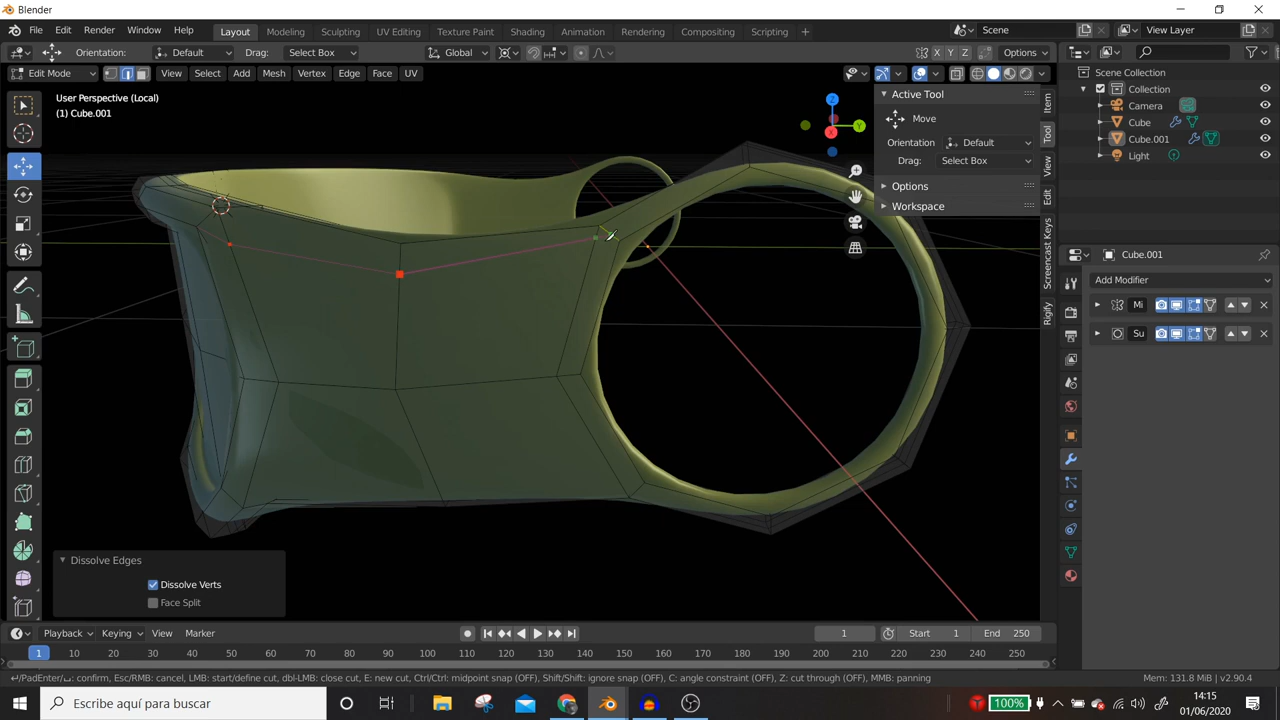 Blender
File Edit Render Window Help Layout Modeling Sculpting UV Editing Texture Paint Shading Animation Rendering Compositing Scripting + Scene View Layer
Orientation: Default Drag: Select Box Global X Y Z Options
Edit Mode View Select Add Mesh Vertex Edge Face UV
User Perspective (Local)
(1) Cube.001
Z
Y
X
Active Tool
Move
Orientation Default
Drag: Select Box
Options
Workspace
Item
Tool
View
Edit
Screencast Keys
Rigify
Scene Collection
Collection
Camera
Cube
Cube.001
Light
Cube.001
Add Modifier
Mi
Su
Dissolve Edges
Dissolve Verts
Face Split
Playback Keying View Marker 1 Start 1 End 250
1 10 20 30 40 50 60 70 80 90 100 110 120 130 140 150 160 170 180 190 200 210 220 230 240 250
/PadEnter/: confirm, Esc/RMB: cancel, LMB: start/define cut, dbl-LMB: close cut, E: new cut, Ctrl/Ctrl: midpoint snap (OFF), Shift/Shift: ignore snap (OFF), C: angle constraint (OFF), Z: cut through (OFF), MMB: panning Mem: 131.8 MiB | v2.90.4
Escribe aquí para buscar 100% 14:15
01/06/2020